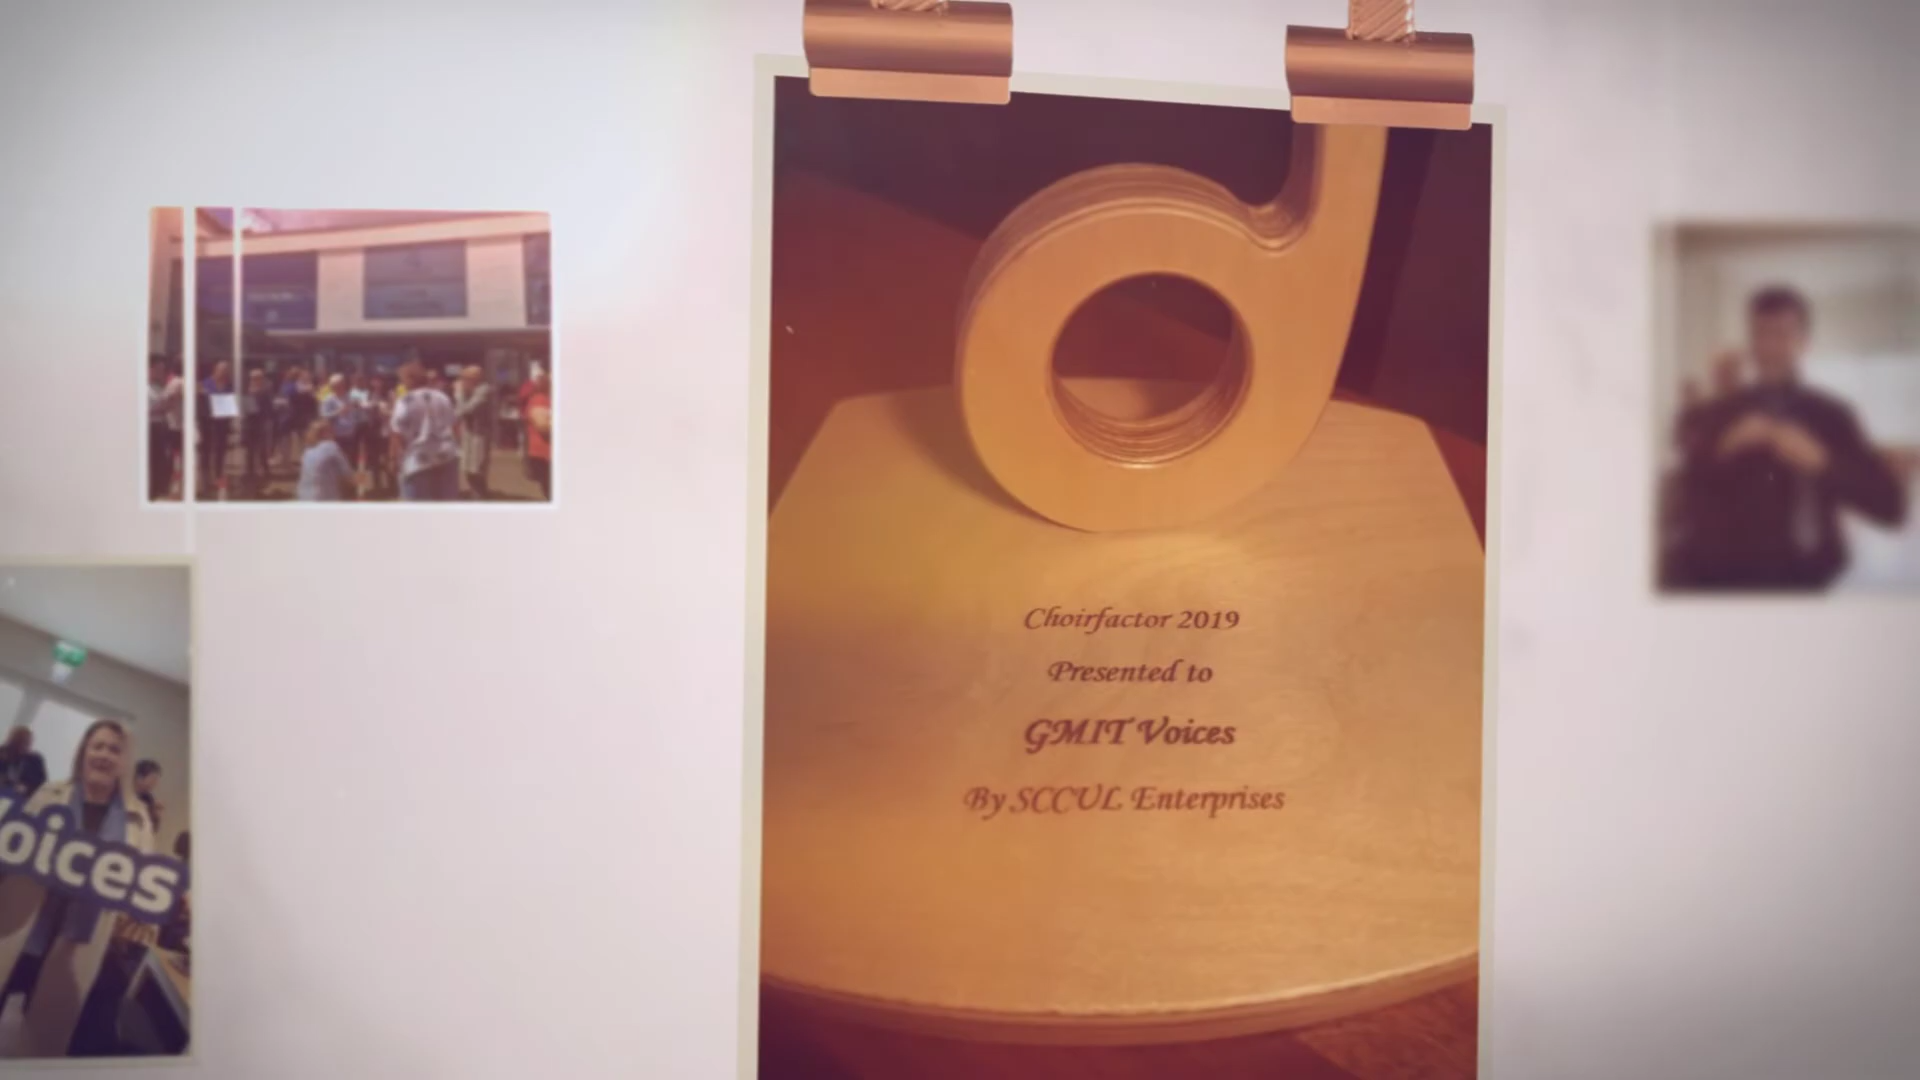 Choirfactor 2019
Presented to
GMIT Voices
By SCCUL Enterprises
oices